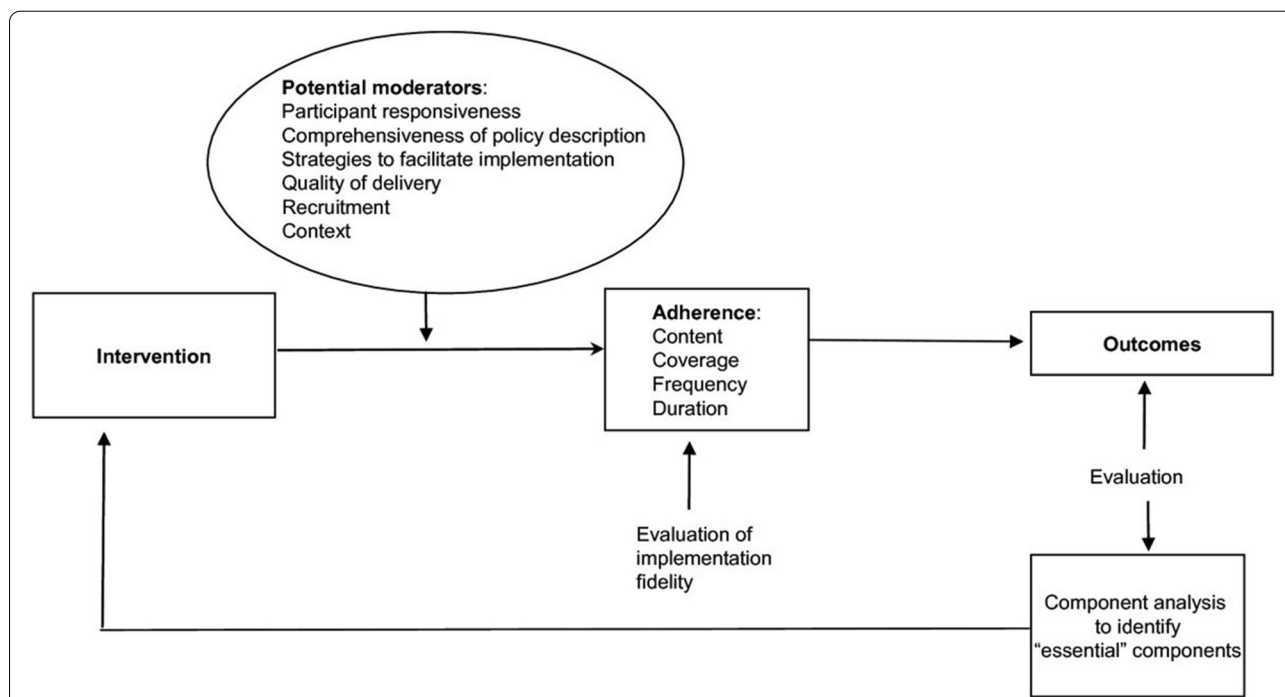 Potential moderators:
Participant responsiveness
Comprehensiveness of policy description
Strategies to facilitate implementation
Quality of delivery
Recruitment
Context
Intervention
Adherence:
Content
Coverage
Frequency
Duration
Outcomes
Evaluation of
implementation
fidelity
Evaluation
Component analysis
to identify
“essential” components